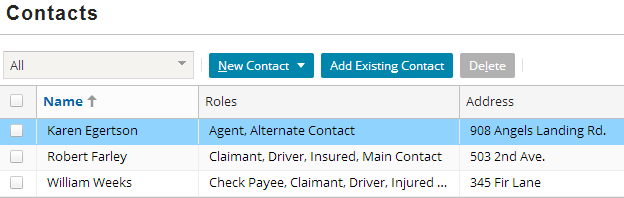 Contacts
All New Contact Add Existing Contact Delete
Name Roles Address
Karen Egertson Agent, Alternate Contact 908 Angels Landing Rd.
Robert Farley Claimant, Driver, Insured, Main Contact 503 2nd Ave.
William Weeks Check Payee, Claimant, Driver, Injured ... 345 Fir Lane